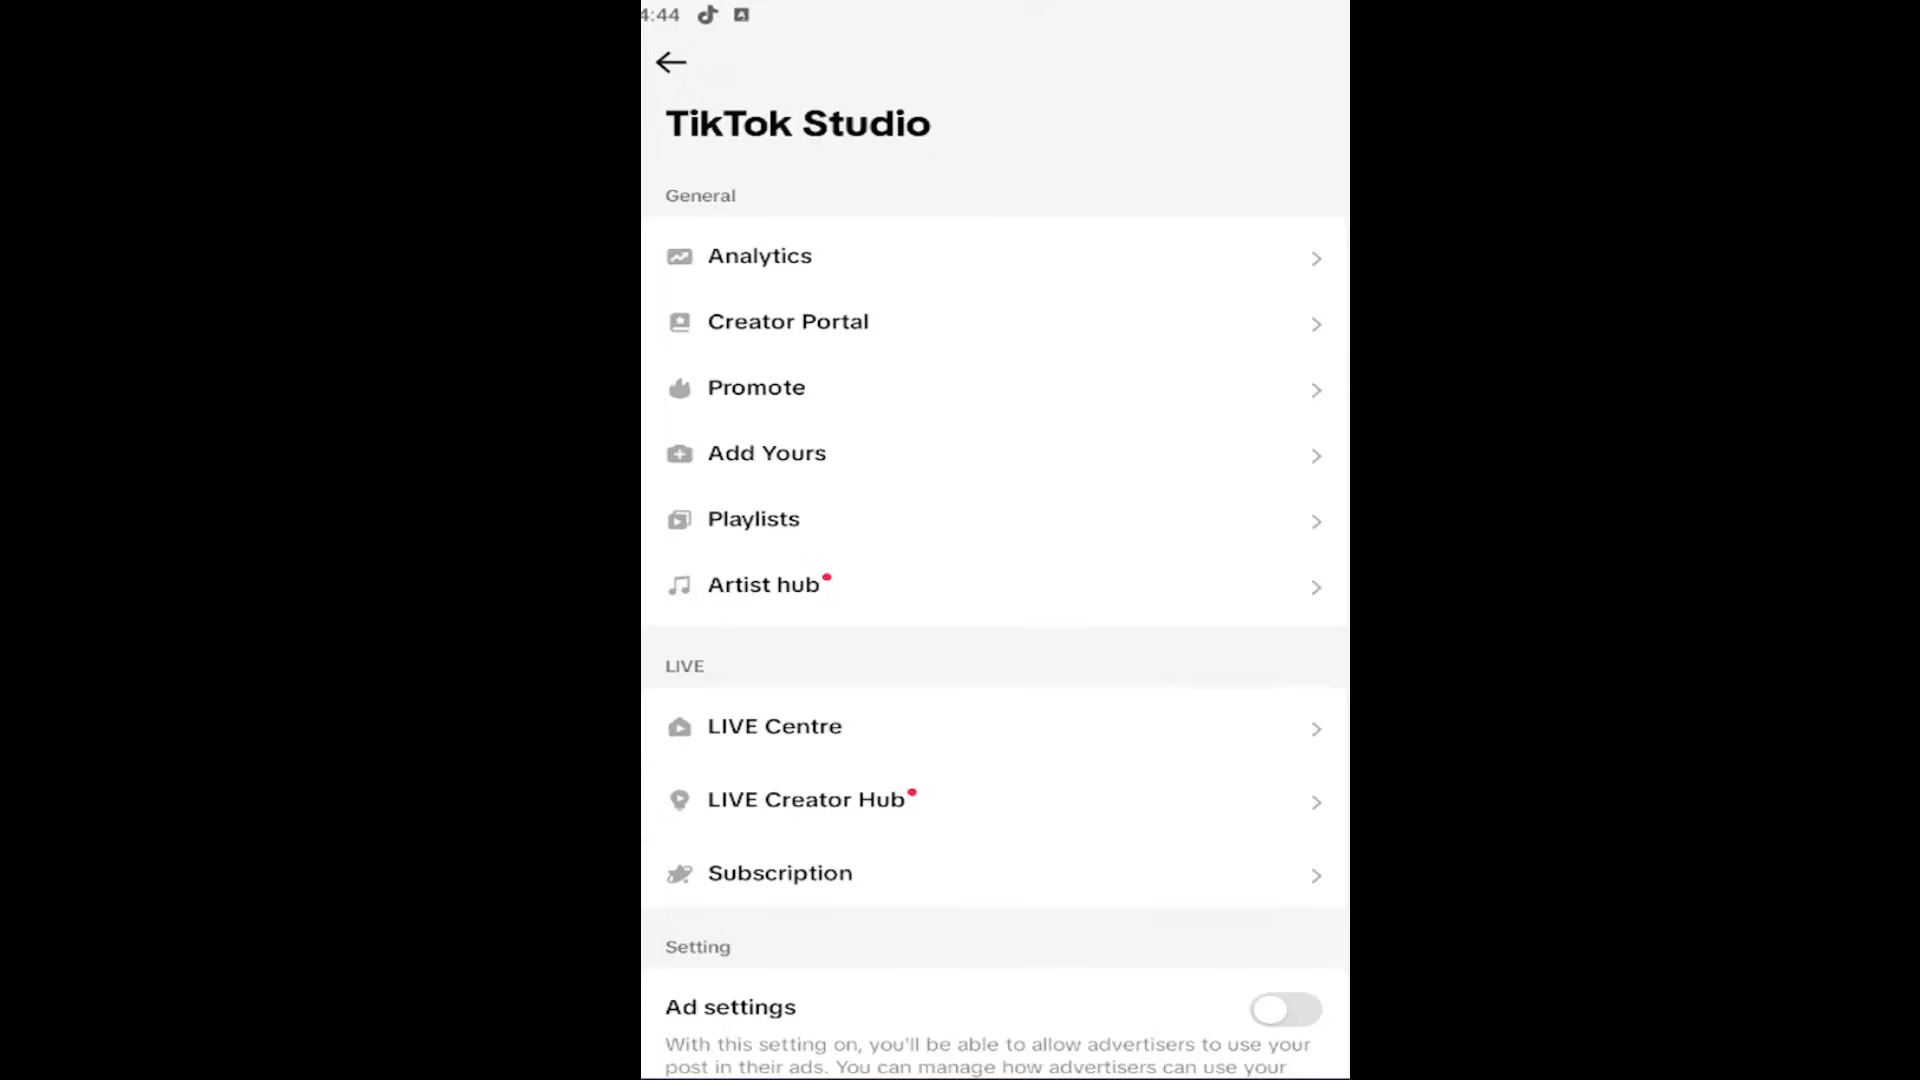 4:44
TikTok Studio
General
Analytics
Creator Portal
Promote
Add Yours
Playlists
Artist hub
LIVE
LIVE Centre
LIVE Creator Hub
Subscription
Setting
Ad settings
With this setting on, you'll be able to allow advertisers to use your
post in their ads. You can manage how advertisers can use your